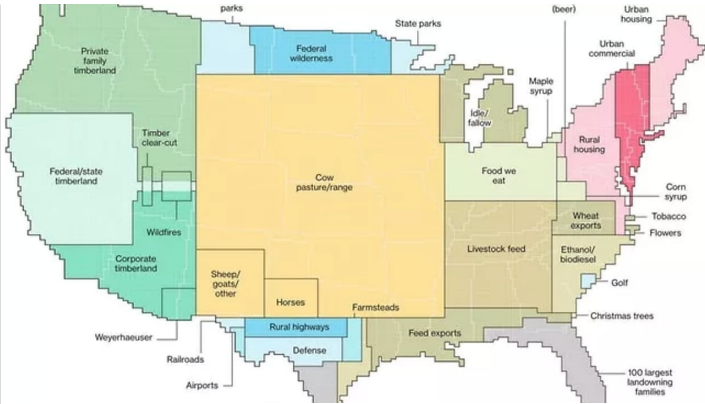 parks
(beer)
Urban
housing
State parks
Private
family
timberland
Federal
wilderness
Urban
commercial
Maple
syrup
Idle/
fallow
Timber
clear-cut
Rural
housing
Federal/state
timberland
Cow
pasture/range
Food we
eat
Corn
syrup
Wheat
exports
Tobacco
Flowers
Wildfires
Livestock feed
Ethanol/
biodiesel
Corporate
timberland
Sheep/
goats/
other
Golf
Horses
Farmsteads
Christmas trees
Rural highways
Feed exports
Weyerhaeuser
Defense
Railroads
Airports
100 largest
landowning
families